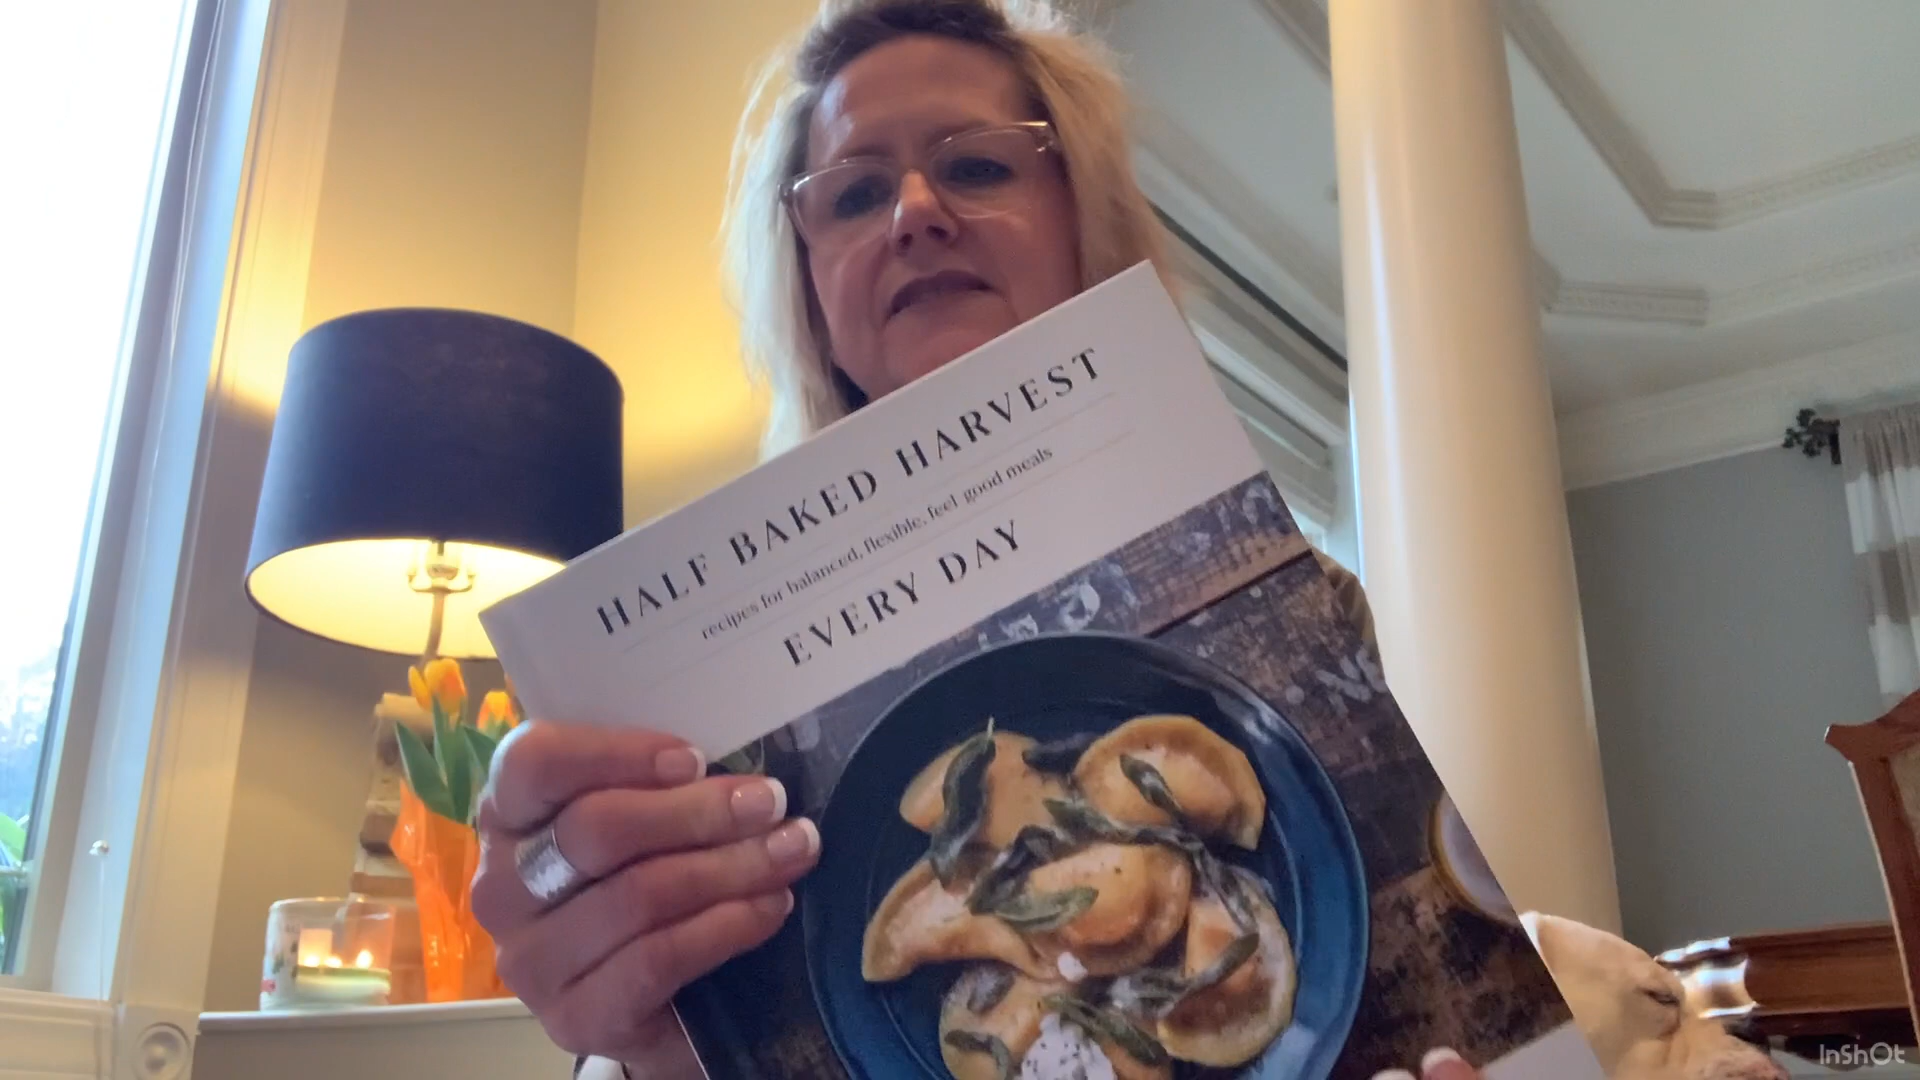 HALF BAKED HARVEST
recipes for balanced, flexible, feel-good meals
EVERY DAY
InShOt